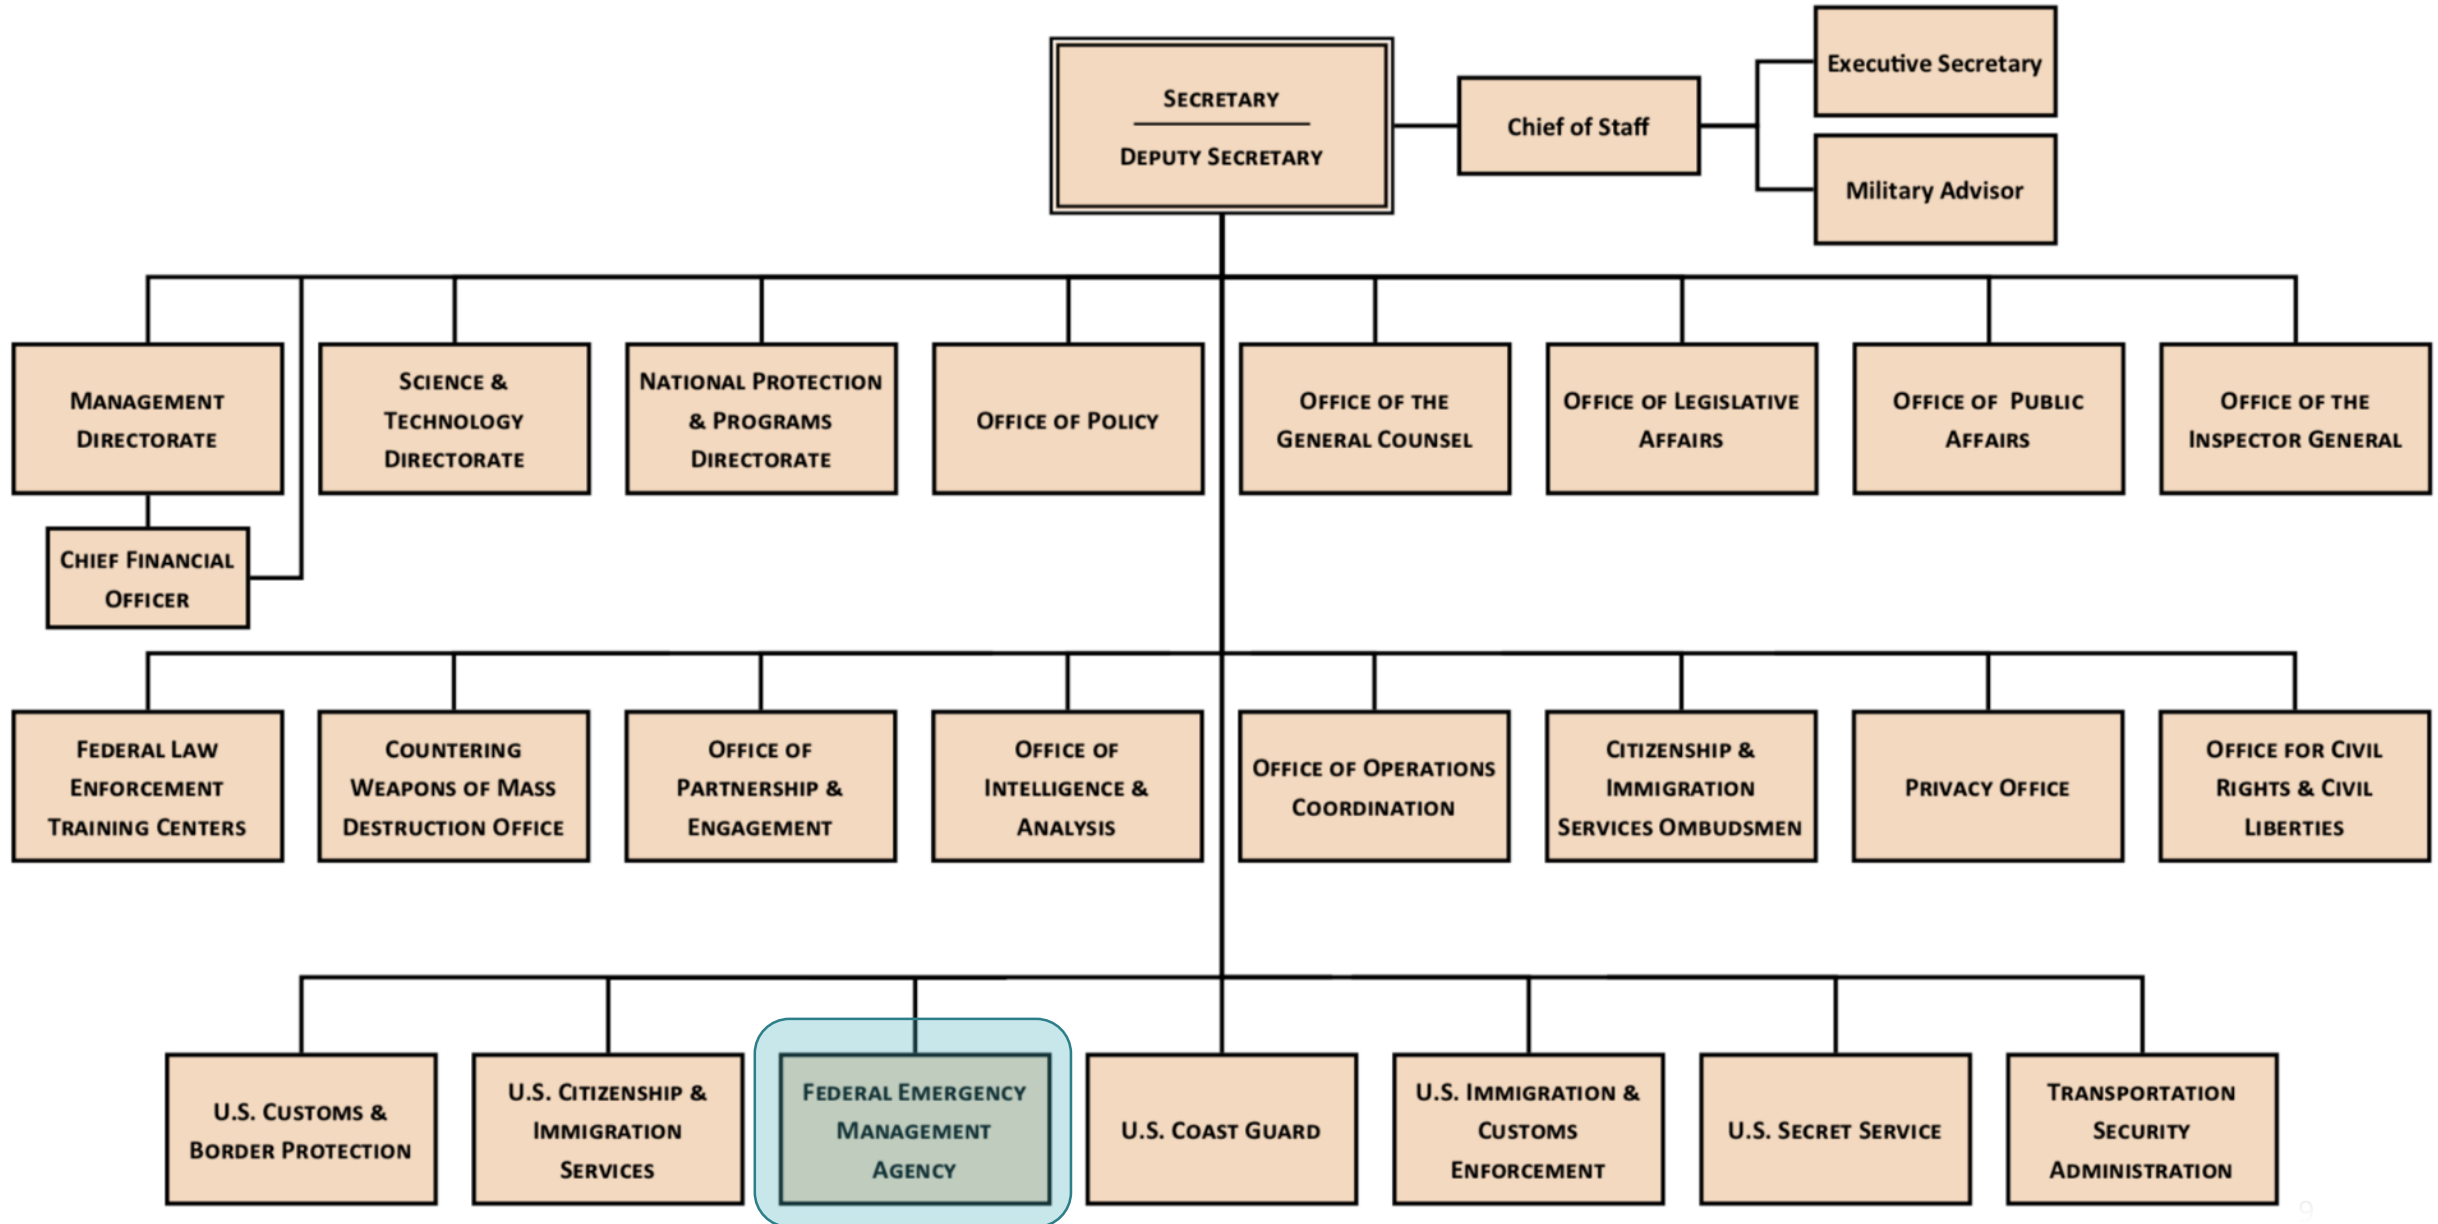 SECRETARY
DEPUTY SECRETARY
Chief of Staff
Executive Secretary
Military Advisor
MANAGEMENT
DIRECTORATE
SCIENCE &
TECHNOLOGY
DIRECTORATE
NATIONAL PROTECTION
& PROGRAMS
DIRECTORATE
OFFICE OF POLICY
OFFICE OF THE
GENERAL COUNSEL
OFFICE OF LEGISLATIVE
AFFAIRS
OFFICE OF PUBLIC
AFFAIRS
OFFICE OF THE
INSPECTOR GENERAL
CHIEF FINANCIAL
OFFICER
FEDERAL LAW
ENFORCEMENT
TRAINING CENTERS
COUNTERING
WEAPONS OF MASS
DESTRUCTION OFFICE
OFFICE OF
PARTNERSHIP &
ENGAGEMENT
OFFICE OF
INTELLIGENCE &
ANALYSIS
OFFICE OF OPERATIONS
COORDINATION
CITIZENSHIP &
IMMIGRATION
SERVICES OMBUDSMEN
PRIVACY OFFICE
OFFICE FOR CIVIL
RIGHTS & CIVIL
LIBERTIES
U.S. CUSTOMS &
BORDER PROTECTION
U.S. CITIZENSHIP &
IMMIGRATION
SERVICES
FEDERAL EMERGENCY
MANAGEMENT
AGENCY
U.S. COAST GUARD
U.S. IMMIGRATION &
CUSTOMS
ENFORCEMENT
U.S. SECRET SERVICE
TRANSPORTATION
SECURITY
ADMINISTRATION
9